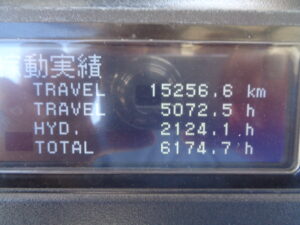 動実績
TRAVEL 15256.6 km
TRAVEL 5072.5 h
HYD. 2124.1 h
TOTAL 6174.7 h